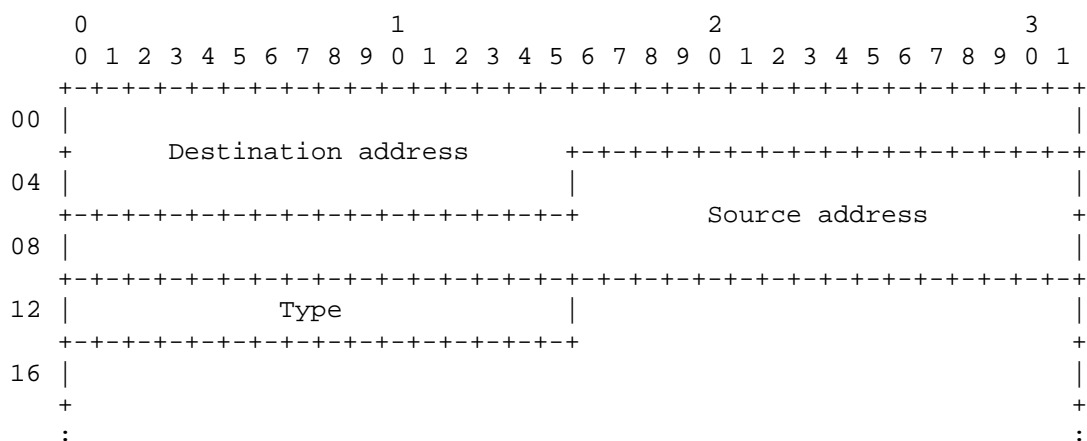 0                   1                   2                   3
 0 1 2 3 4 5 6 7 8 9 0 1 2 3 4 5 6 7 8 9 0 1 2 3 4 5 6 7 8 9 0 1
+-+-+-+-+-+-+-+-+-+-+-+-+-+-+-+-+-+-+-+-+-+-+-+-+-+-+-+-+-+-+-+-+
00 |                                                               |
+      Destination address      +-+-+-+-+-+-+-+-+-+-+-+-+-+-+-+-+
04 |                               |                               |
+-+-+-+-+-+-+-+-+-+-+-+-+-+-+-+-+        Source address         +
08 |                                                               |
+-+-+-+-+-+-+-+-+-+-+-+-+-+-+-+-+-+-+-+-+-+-+-+-+-+-+-+-+-+-+-+-+
12 |             Type              |                               |
+-+-+-+-+-+-+-+-+-+-+-+-+-+-+-+-+                               +
16 |                                                               |
+                                                               +
:                                                               :